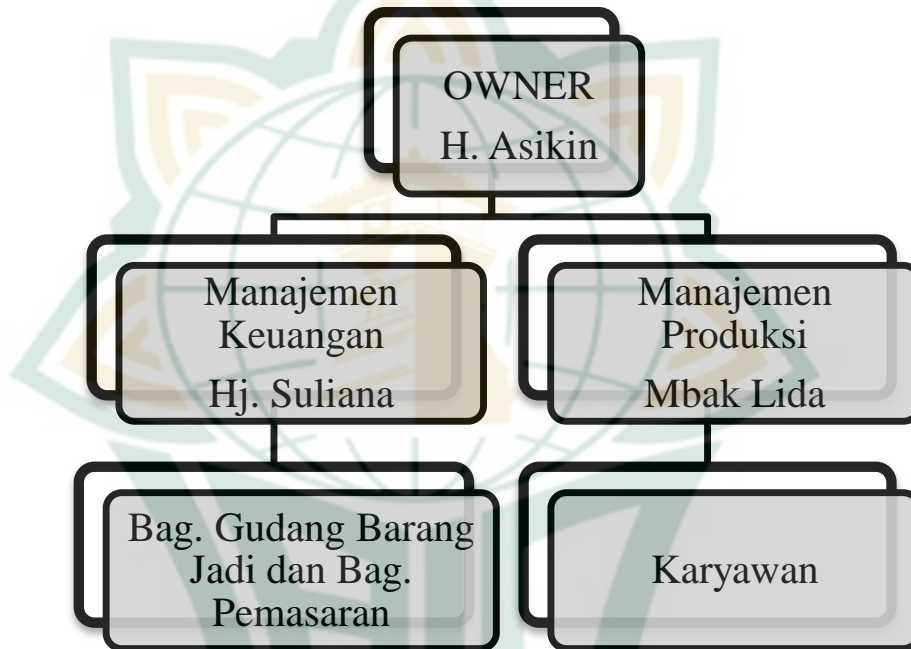 OWNER
H. Asikin
Manajemen
Keuangan
Hj. Suliana
Manajemen
Produksi
Mbak Lida
Bag. Gudang Barang
Jadi dan Bag.
Pemasaran
Karyawan